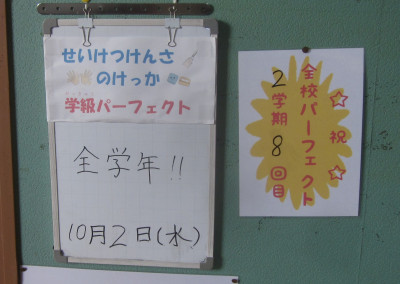 せいけつけんさ
のけっか
学級パーフェクト
全学年!!
10月2日(水)
☆祝☆
全校パーフェクト
2学期8回目